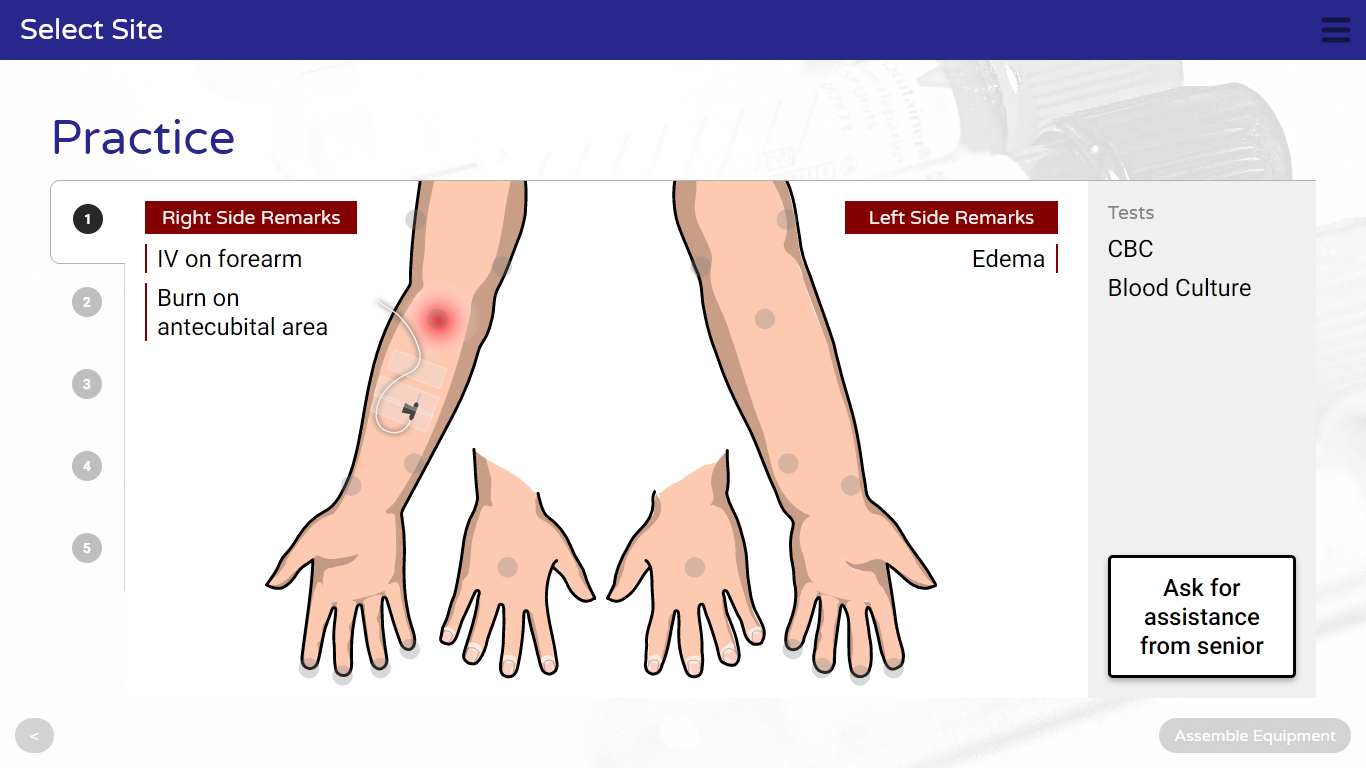 Select Site
Practice
1
2
3
4
5
Right Side Remarks
IV on forearm
Burn on
antecubital area
Left Side Remarks
Edema
Tests
CBC
Blood Culture
Ask for
assistance
from senior
<
Assemble Equipment